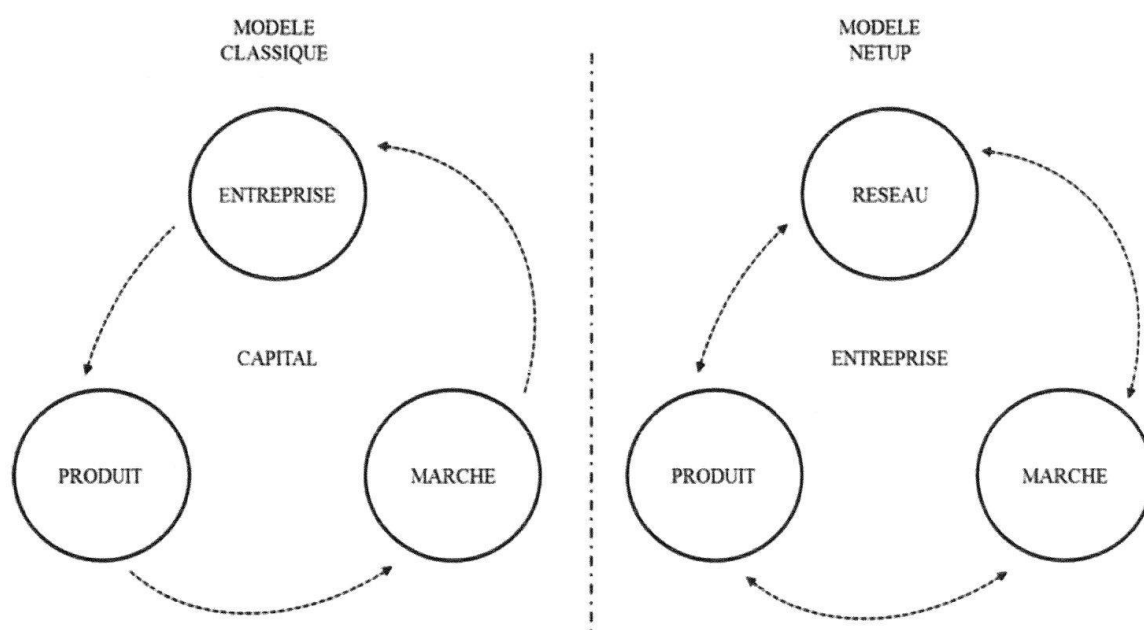 MODELE
CLASSIQUE
ENTREPRISE
CAPITAL
PRODUIT
MARCHE
MODELE
NETUP
RESEAU
ENTREPRISE
PRODUIT
MARCHE